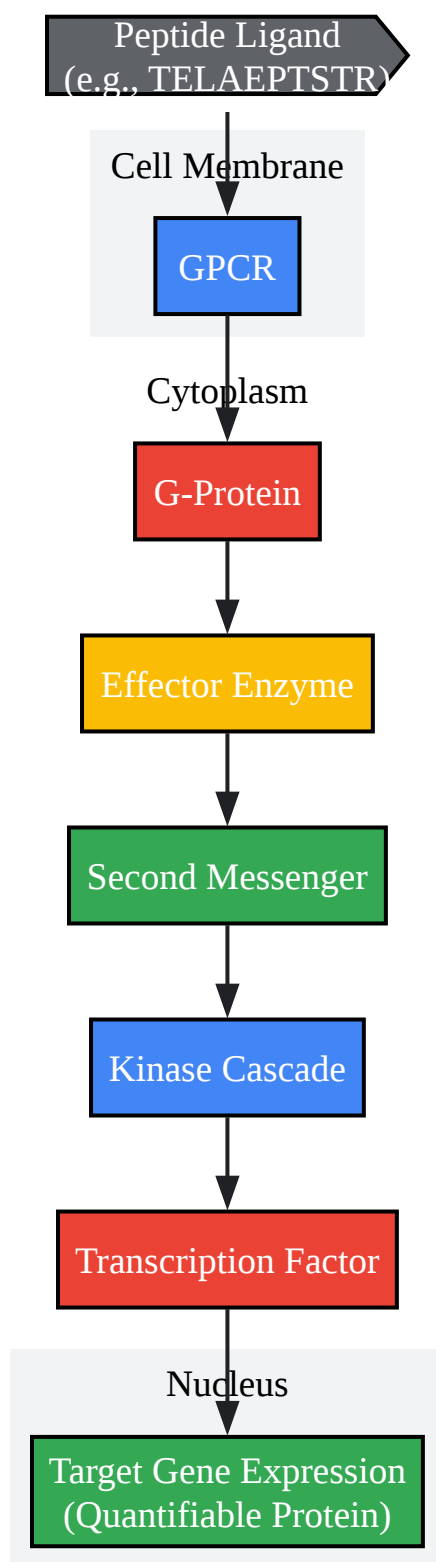 Peptide Ligand
(e.g., TELAEPTSTR)
Cell Membrane
GPCR
Cytoplasm
G-Protein
Effector Enzyme
Second Messenger
Kinase Cascade
Transcription Factor
Nucleus
Target Gene Expression
(Quantifiable Protein)